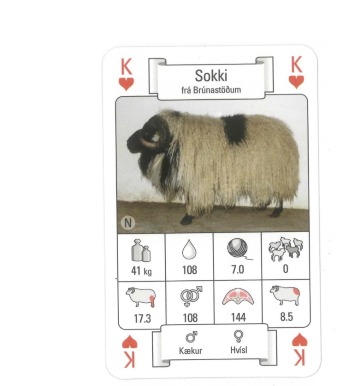 K
K
Sokki
frá Brúnastöðum
N
41 kg
108
7.0
0
17.3
108
144
8.5
Kækur
Hvísl
K
K